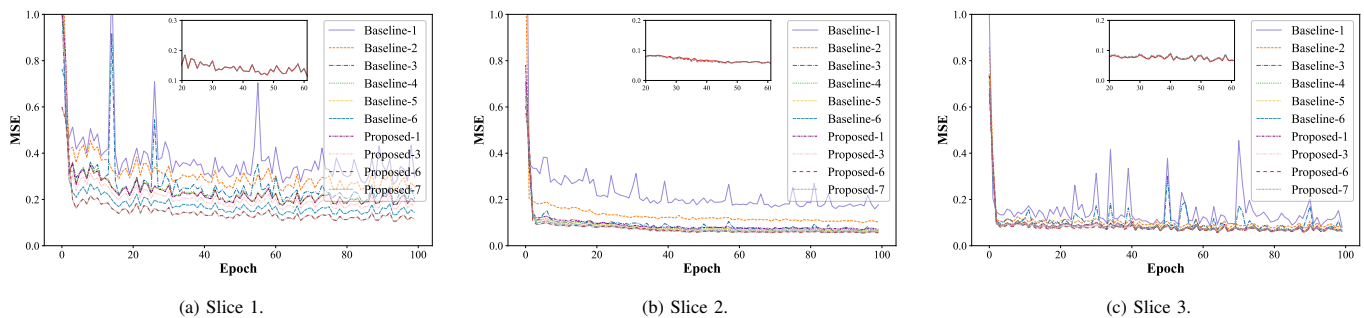 1.0
0.8
0.6
0.4
0.2
0.0
MSE
0 20 40 60 80 100
Epoch
0.3
0.2
0.1
20 30 40 50 60
Baseline-1
Baseline-2
Baseline-3
Baseline-4
Baseline-5
Baseline-6
Proposed-1
Proposed-3
Proposed-6
Proposed-7
(a) Slice 1.
1.0
0.8
0.6
0.4
0.2
0.0
MSE
0 20 40 60 80 100
Epoch
0.2
0.1
0.0
20 30 40 50 60
Baseline-1
Baseline-2
Baseline-3
Baseline-4
Baseline-5
Baseline-6
Proposed-1
Proposed-3
Proposed-6
Proposed-7
(b) Slice 2.
1.0
0.8
0.6
0.4
0.2
0.0
MSE
0 20 40 60 80 100
Epoch
0.2
0.1
0.0
20 30 40 50 60
Baseline-1
Baseline-2
Baseline-3
Baseline-4
Baseline-5
Baseline-6
Proposed-1
Proposed-3
Proposed-6
Proposed-7
(c) Slice 3.